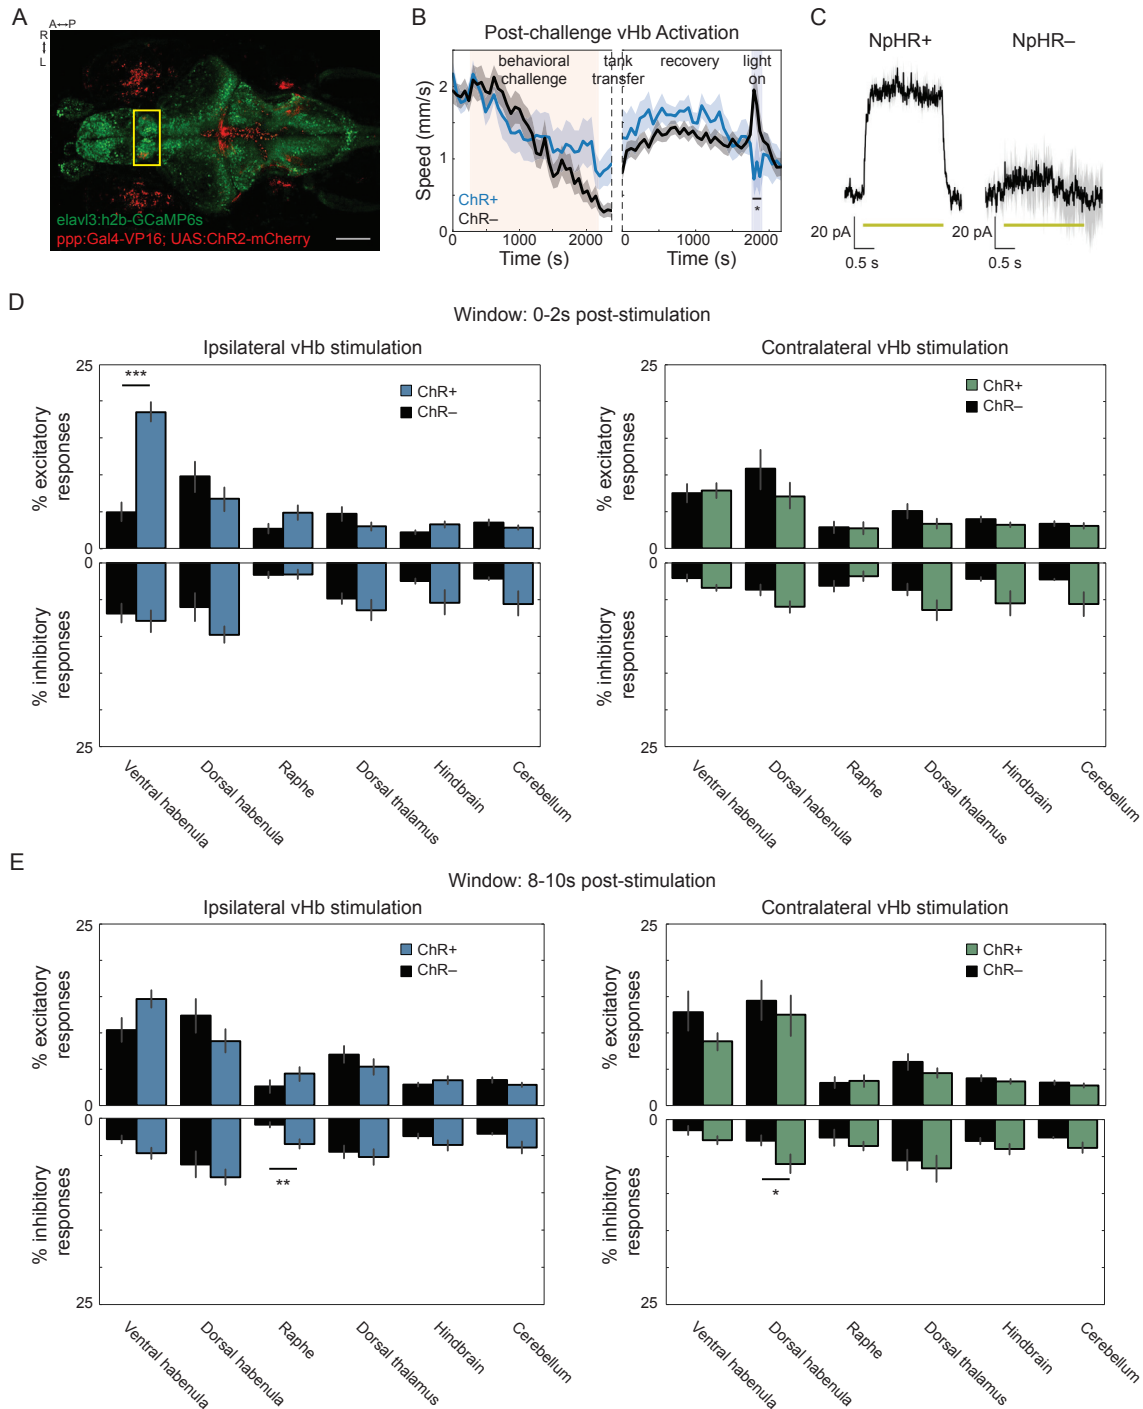 A
A↔P
R
↕
L
elavl3:h2b-GCaMP6s
ppp:Gal4-VP16; UAS:ChR2-mCherry
B
Post-challenge vHb Activation
behavioral challenge
tank transfer
recovery
light on
Speed (mm/s)
2
1
0
ChR+
ChR–
*
0
1000
2000
0
1000
2000
Time (s)
Time (s)
C
NpHR+
NpHR–
20 pA
0.5 s
20 pA
0.5 s
D
Window: 0-2s post-stimulation
Ipsilateral vHb stimulation
25
% excitatory responses
0
***
ChR+
ChR–
0
% inhibitory responses
25
Ventral habenula
Dorsal habenula
Raphe
Dorsal thalamus
Hindbrain
Cerebellum
Contralateral vHb stimulation
25
% excitatory responses
0
ChR+
ChR–
0
% inhibitory responses
25
Ventral habenula
Dorsal habenula
Raphe
Dorsal thalamus
Hindbrain
Cerebellum
E
Window: 8-10s post-stimulation
Ipsilateral vHb stimulation
25
% excitatory responses
0
ChR+
ChR–
0
% inhibitory responses
25
**
Ventral habenula
Dorsal habenula
Raphe
Dorsal thalamus
Hindbrain
Cerebellum
Contralateral vHb stimulation
25
% excitatory responses
0
ChR+
ChR–
0
% inhibitory responses
25
*
Ventral habenula
Dorsal habenula
Raphe
Dorsal thalamus
Hindbrain
Cerebellum